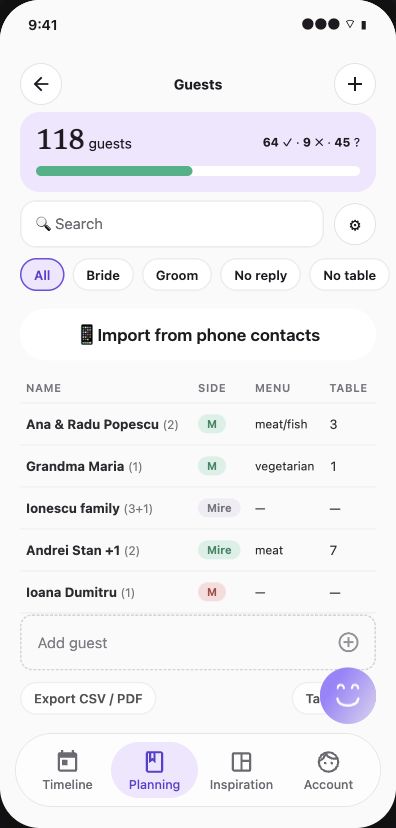 9:41
Guests
118 guests 64 ✓ · 9 ✕ · 45 ?
Search
All Bride Groom No reply No table
Import from phone contacts
NAME SIDE MENU TABLE
Ana & Radu Popescu (2) M meat/fish 3
Grandma Maria (1) M vegetarian 1
Ionescu family (3+1) Mire — —
Andrei Stan +1 (2) Mire meat 7
Ioana Dumitru (1) M — —
Add guest
Export CSV / PDF
Timeline Planning Inspiration Account